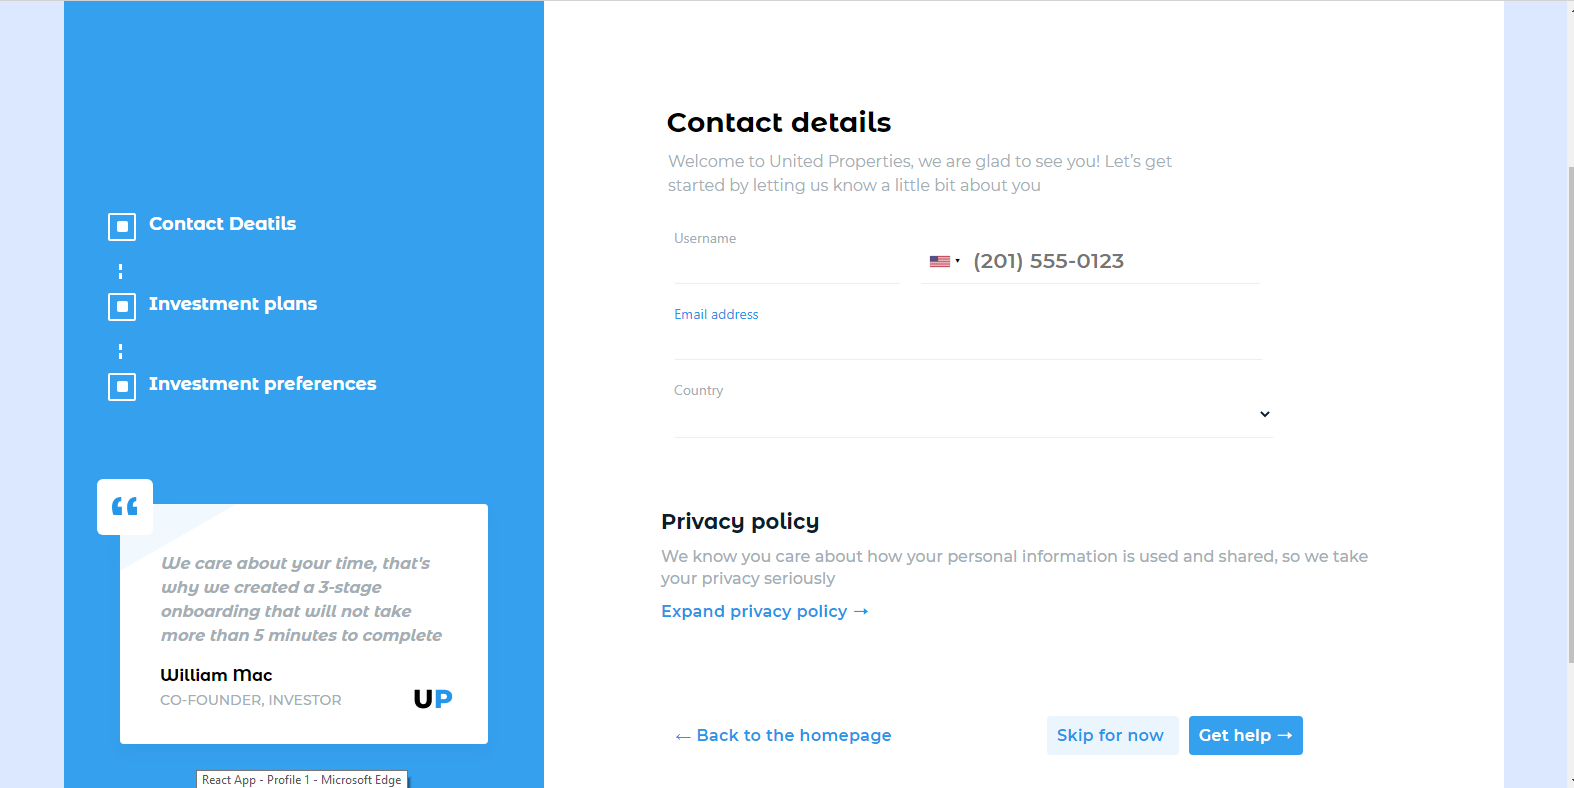 Contact Deatils
Investment plans
Investment preferences
“
We care about your time, that's
why we created a 3-stage
onboarding that will not take
more than 5 minutes to complete
William Mac
CO-FOUNDER, INVESTOR
UP
React App - Profile 1 - Microsoft Edge
Contact details
Welcome to United Properties, we are glad to see you! Let’s get
started by letting us know a little bit about you
Username
(201) 555-0123
Email address
Country
Privacy policy
We know you care about how your personal information is used and shared, so we take
your privacy seriously
Expand privacy policy →
← Back to the homepage
Skip for now
Get help →